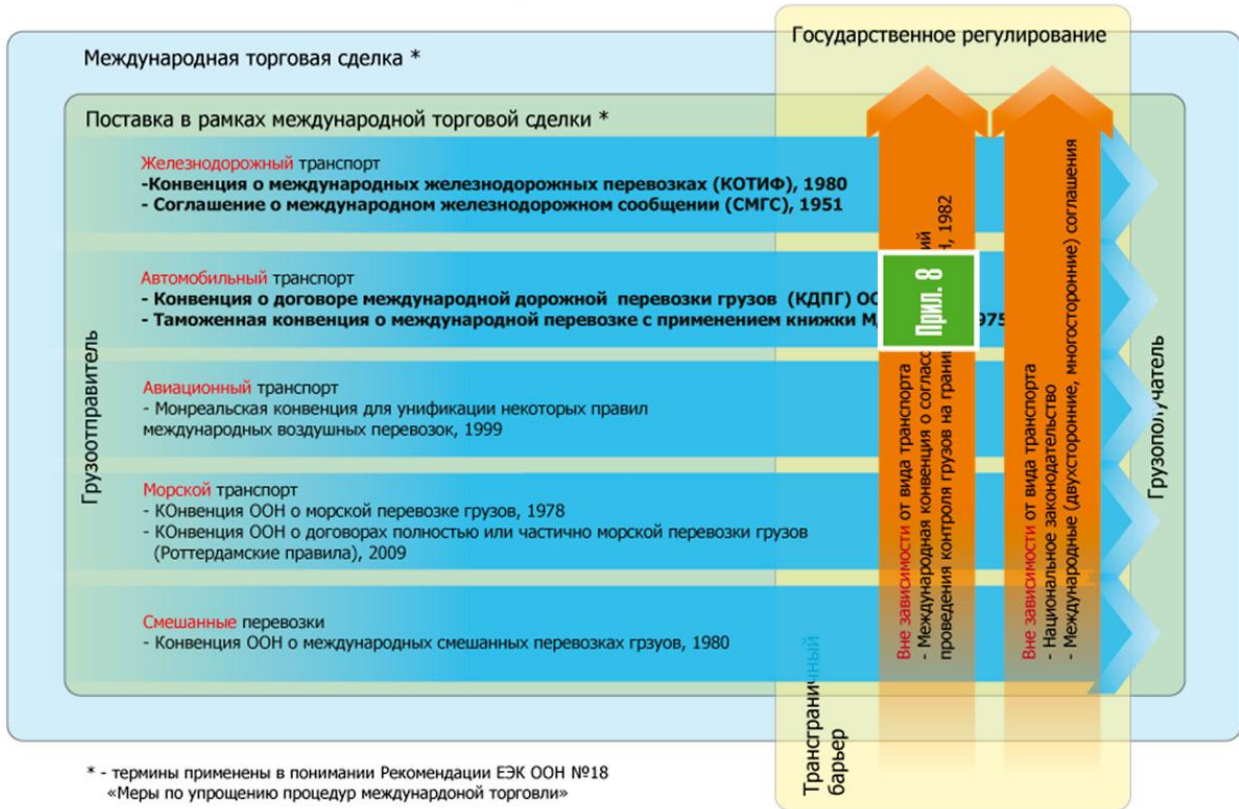 Государственное регулирование
Международная торговая сделка *
Поставка в рамках международной торговой сделки *
Железнодорожный транспорт
-Конвенция о международных железнодорожных перевозках (КОТИФ), 1980
- Соглашение о международном железнодорожном сообщении (СМГС), 1951
Автомобильный транспорт
- Конвенция о договоре международной дорожной перевозки грузов (КДПГ)
- Таможенная конвенция о международной перевозке с применением книжки
Авиационный транспорт
- Монреальская конвенция для унификации некоторых правил
международных воздушных перевозок, 1999
Морской транспорт
- КОнвенция ООН о морской перевозке грузов, 1978
- КОнвенция ООН о договорах полностью или частично морской перевозки грузов
(Роттердамские правила), 2009
Смешанные перевозки
- Конвенция ООН о международных смешанных перевозках грзуов, 1980
Грузоотправитель
Трансграничный
барьер
Вне зависимости от вида транспорта
- Международная конвенция о
проведения контроля грузов на 1982
Прил. 8
Вне зависимости от вида транспорта
- Национальное законодательство
- Международные (двухсторонние, многосторонние) соглашения
Грузополучатель
* - термины применены в понимании Рекомендации ЕЭК ООН №18
«Меры по упрощению процедур междунардоной торговли»